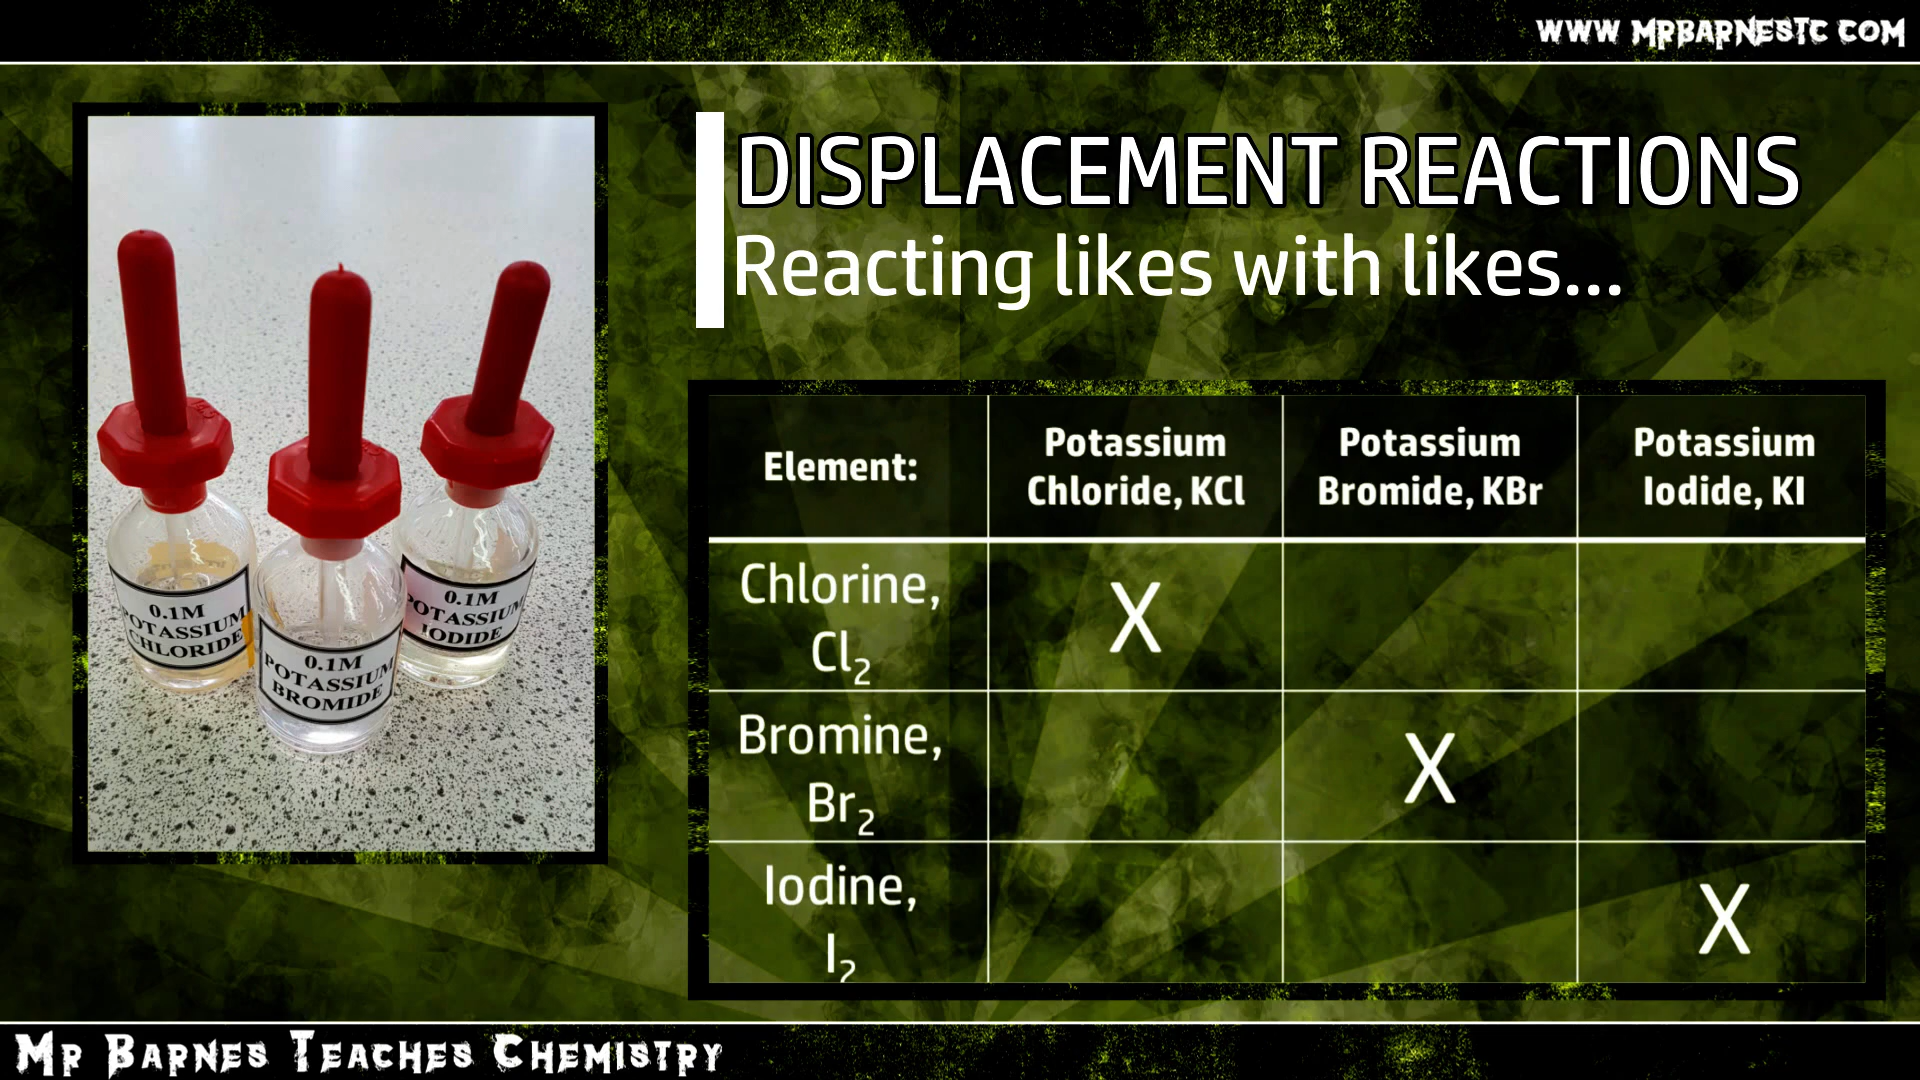 WWW MRBARNESTC COM
DISPLACEMENT REACTIONS
Reacting likes with likes...
0.1M
POTASSIUM
CHLORIDE
0.1M
POTASSIUM
BROMIDE
0.1M
POTASSIUM
IODIDE
Element:
Potassium
Chloride, KCl
Potassium
Bromide, KBr
Potassium
Iodide, KI
Chlorine,
Cl₂
X
Bromine,
Br₂
X
Iodine,
I₂
X
Mr Barnes Teaches Chemistry